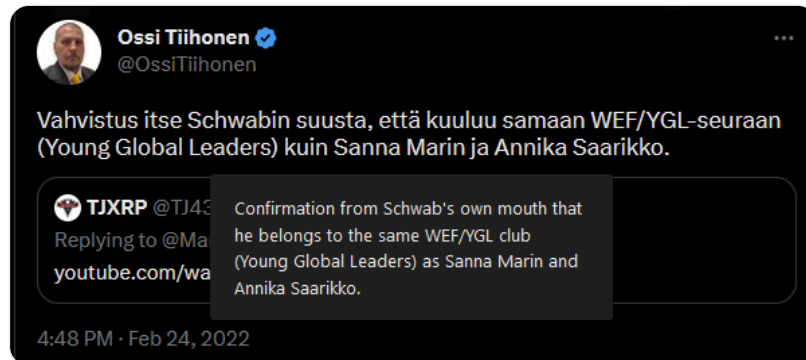 Ossi Tiihonen
@OssiTiihonen
Vahvistus itse Schwabin suusta, että kuuluu samaan WEF/YGL-seuraan
(Young Global Leaders) kuin Sanna Marin ja Annika Saarikko.
TJXRP @TJ43
Replying to @Ma
youtube.com/wa
Confirmation from Schwab's own mouth that
he belongs to the same WEF/YGL club
(Young Global Leaders) as Sanna Marin and
Annika Saarikko.
4:48 PM · Feb 24, 2022